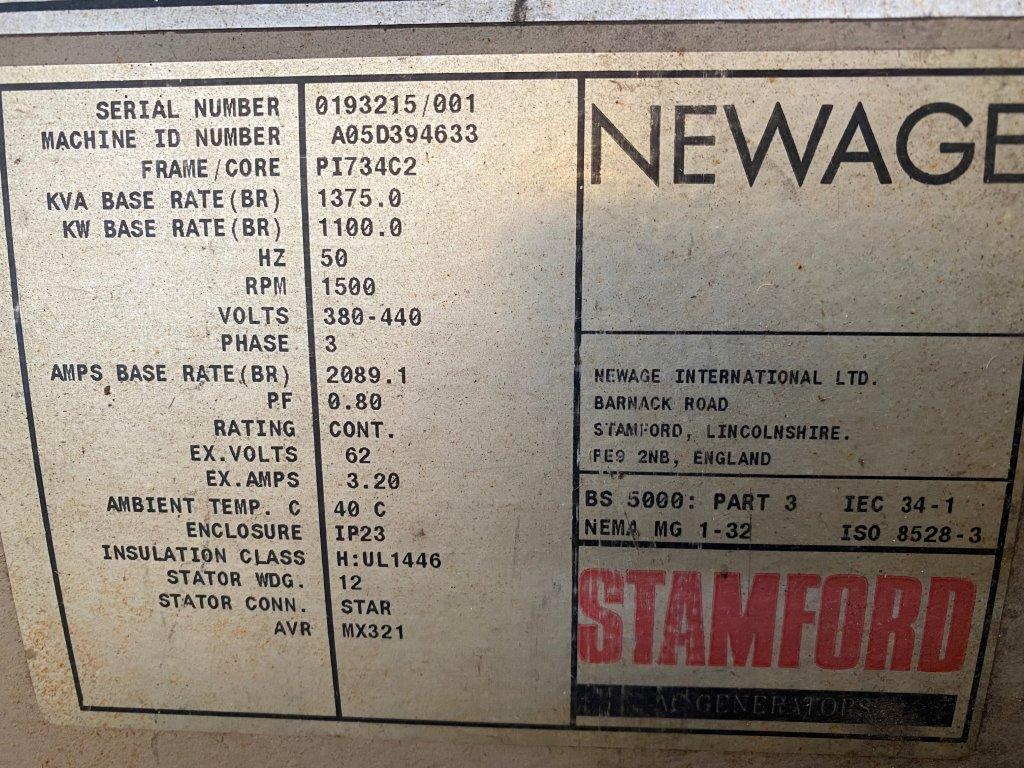 SERIAL NUMBER 0193215/001
MACHINE ID NUMBER A05D394633
FRAME/CORE PI734C2
KVA BASE RATE(BR) 1375.0
KW BASE RATE(BR) 1100.0
HZ 50
RPM 1500
VOLTS 380-440
PHASE 3
AMPS BASE RATE(BR) 2089.1
PF 0.80
RATING CONT.
EX.VOLTS 62
EX.AMPS 3.20
AMBIENT TEMP. C 40 C
ENCLOSURE IP23
INSULATION CLASS H:UL1446
STATOR WDG. 12
STATOR CONN. STAR
AVR MX321
NEWAGE
NEWAGE INTERNATIONAL LTD.
BARNACK ROAD
STAMFORD, LINCOLNSHIRE.
PE9 2NB, ENGLAND
BS 5000: PART 3 IEC 34-1
NEMA MG 1-32 ISO 8528-3
STAMFORD
AC GENERATORS